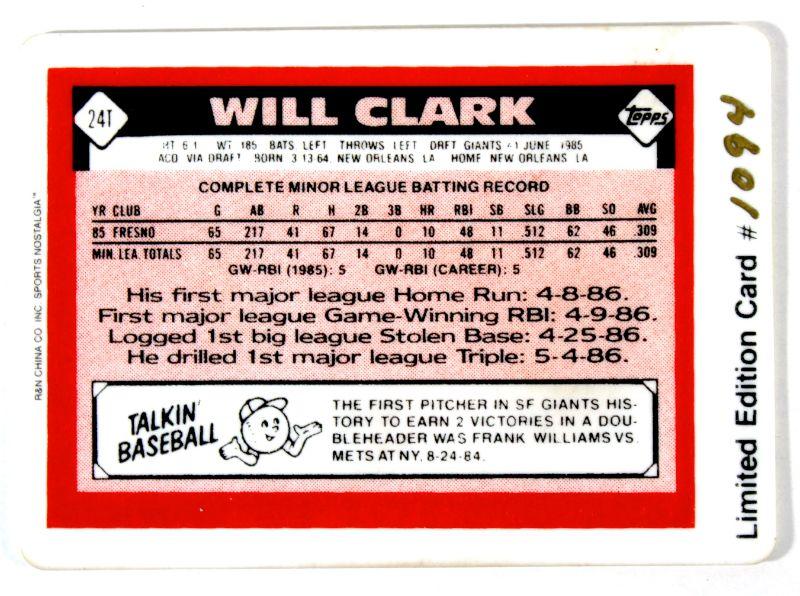 24T
WILL CLARK
Topps
HT 6 1 WT 185 BATS LEFT THROWS LEFT DRFT GIANTS #1 JUNE 1985
ACQ VIA DRAFT BORN 3 13 64, NEW ORLEANS LA HOME NEW ORLEANS LA
COMPLETE MINOR LEAGUE BATTING RECORD
YR CLUB G AB R H 2B 3B HR RBI SB SLG BB SO AVG
85 FRESNO 65 217 41 67 14 0 10 48 11 .512 62 46 .309
MIN. LEA. TOTALS 65 217 41 67 14 0 10 48 11 .512 62 46 .309
GW-RBI (1985): 5 GW-RBI (CAREER): 5
His first major league Home Run: 4-8-86.
First major league Game-Winning RBI: 4-9-86.
Logged 1st big league Stolen Base: 4-25-86.
He drilled 1st major league Triple: 5-4-86.
TALKIN'
BASEBALL
THE FIRST PITCHER IN SF GIANTS HIS-
TORY TO EARN 2 VICTORIES IN A DOU-
BLEHEADER WAS FRANK WILLIAMS VS.
METS AT NY, 8-24-84.
R&N CHINA CO. INC. SPORTS NOSTALGIA™
Limited Edition Card # 1094